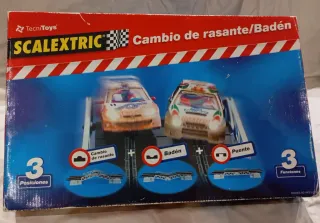 TecniToys
SCALEXTRIC Cambio de rasante/Badén
Cambio
de rasante
+
Badén
+
Puente
3
Posiciones
3
Posiciones